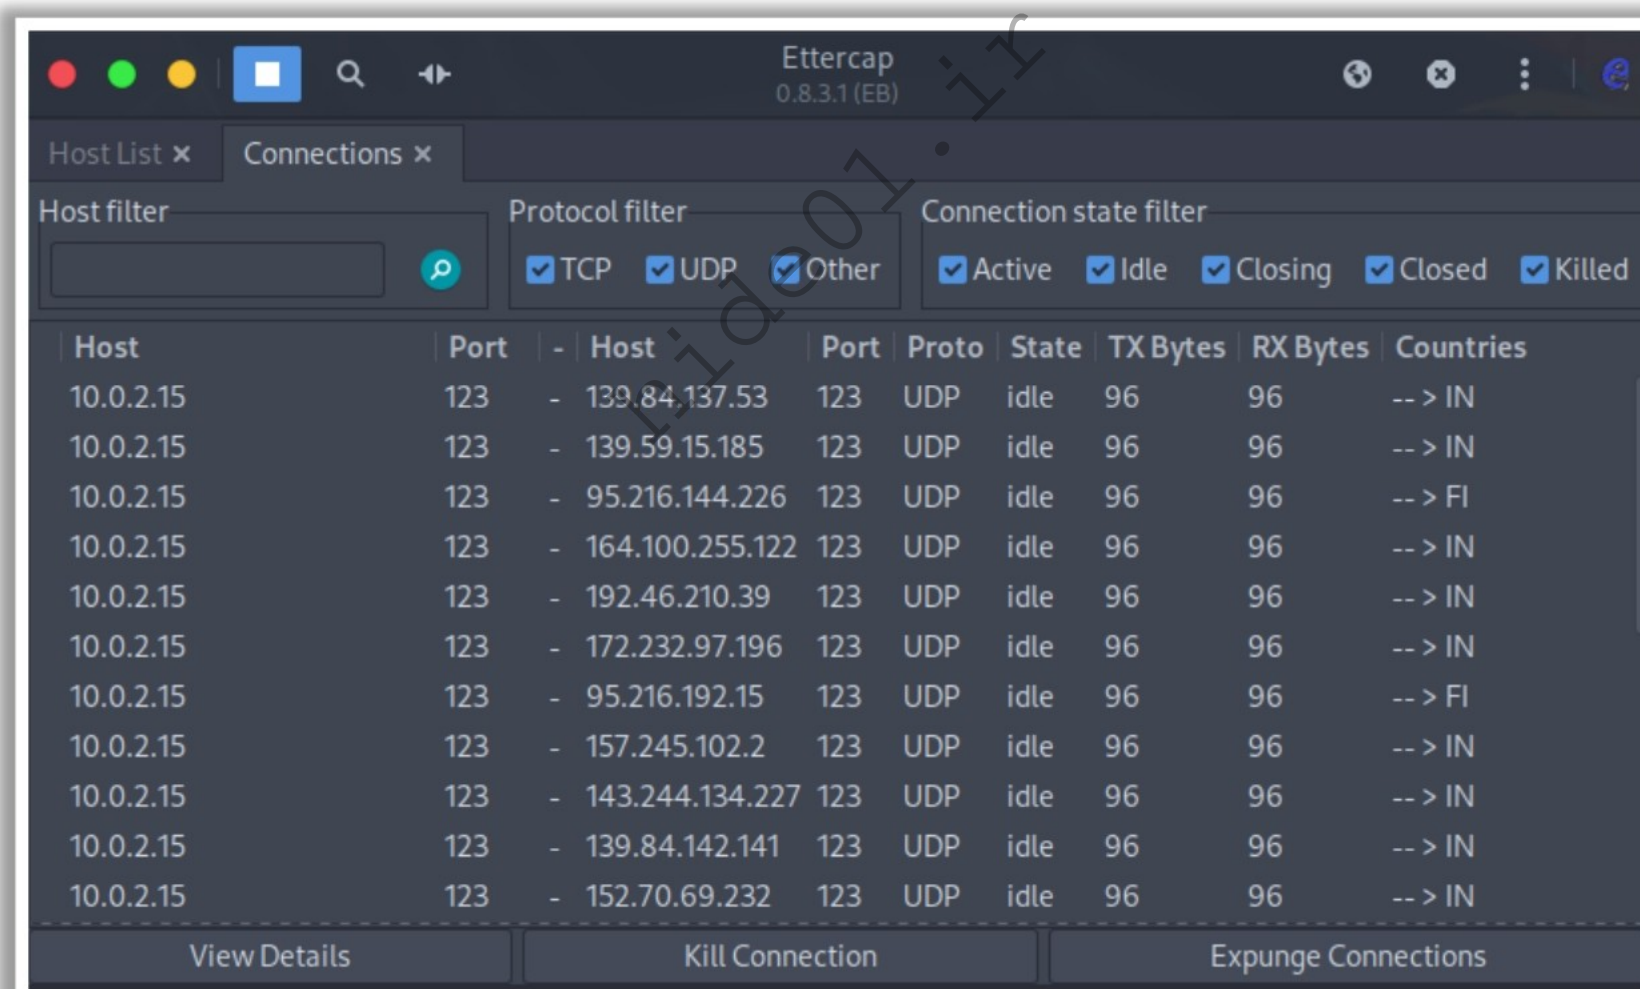 Ettercap
0.8.3.1 (EB)
Host List × Connections ×
Host filter Protocol filter Connection state filter
TCP UDP Other Active Idle Closing Closed Killed
Host Port - Host Port Proto State TX Bytes RX Bytes Countries
10.0.2.15 123 - 139.84.137.53 123 UDP idle 96 96 --> IN
10.0.2.15 123 - 139.59.15.185 123 UDP idle 96 96 --> IN
10.0.2.15 123 - 95.216.144.226 123 UDP idle 96 96 --> FI
10.0.2.15 123 - 164.100.255.122 123 UDP idle 96 96 --> IN
10.0.2.15 123 - 192.46.210.39 123 UDP idle 96 96 --> IN
10.0.2.15 123 - 172.232.97.196 123 UDP idle 96 96 --> IN
10.0.2.15 123 - 95.216.192.15 123 UDP idle 96 96 --> FI
10.0.2.15 123 - 157.245.102.2 123 UDP idle 96 96 --> IN
10.0.2.15 123 - 143.244.134.227 123 UDP idle 96 96 --> IN
10.0.2.15 123 - 139.84.142.141 123 UDP idle 96 96 --> IN
10.0.2.15 123 - 152.70.69.232 123 UDP idle 96 96 --> IN
View Details Kill Connection Expunge Connections
nide01.ir